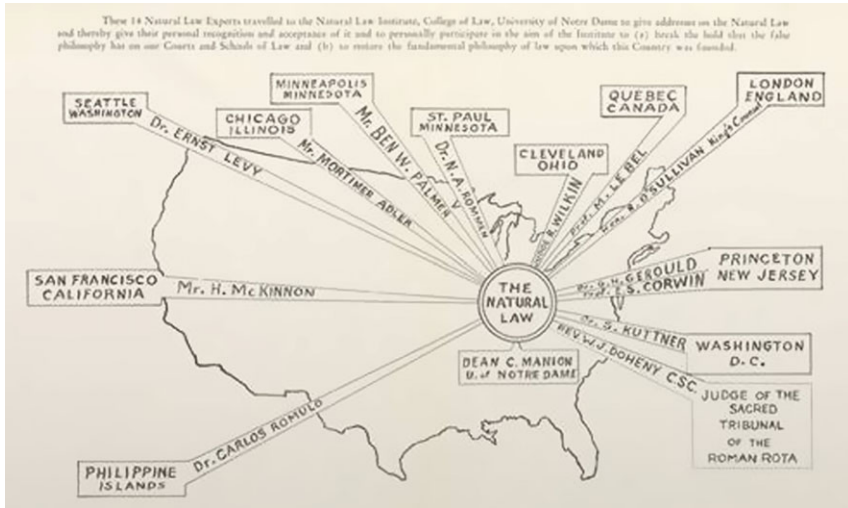 These 14 Natural Law Experts travelled to the Natural Law Institute, College of Law, University of Notre Dame to give addresses on the Natural Law
and thereby give their personal recognition and acceptance of it and to personally participate in the aim of the Institute to (a) break the hold that the false
philosophy has on our Courts and Schools of Law and (b) to restore the fundamental philosophy of law upon which this Country was founded.
SEATTLE
WASHINGTON
Dr. ERNST LEVY
CHICAGO
ILLINOIS
Mr. MORTIMER ADLER
MINNEAPOLIS
MINNESOTA
Mr. BEN W. PALMER
ST. PAUL
MINNESOTA
Dr. N.A. ROMMEN
CLEVELAND
OHIO
R. WILKIN
QUEBEC
CANADA
Prof. M. LE BEL
LONDON
ENGLAND
Hon. R. O'SULLIVAN King's Counsel
SAN FRANCISCO
CALIFORNIA
Mr. H. McKINNON
THE
NATURAL
LAW
Dr. G. H. GEROULD
Prof. E.S. CORWIN
PRINCETON
NEW JERSEY
Dr. S. KUTTNER
WASHINGTON
D.C.
REV. W. J. DOHENY CSC.
JUDGE OF THE
SACRED
TRIBUNAL
OF THE
ROMAN ROTA
DEAN C. MANION
U. of NOTRE DAME
Dr. CARLOS ROMULO
PHILIPPINE
ISLANDS